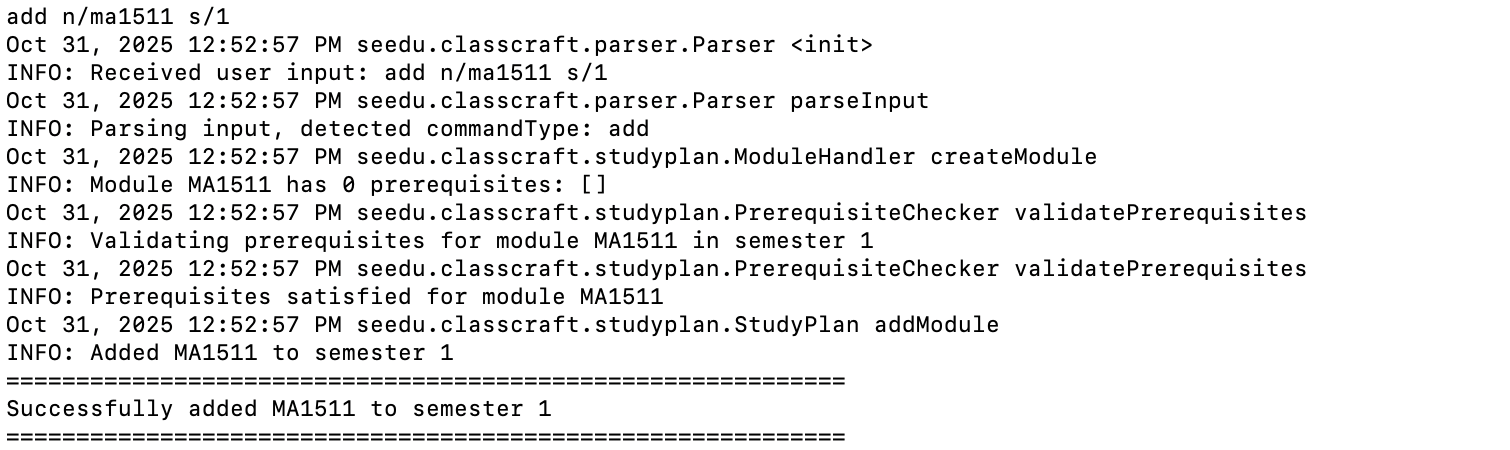 add n/ma1511 s/1
Oct 31, 2025 12:52:57 PM seedu.classcraft.parser.Parser <init>
INFO: Received user input: add n/ma1511 s/1
Oct 31, 2025 12:52:57 PM seedu.classcraft.parser.Parser parseInput
INFO: Parsing input, detected commandType: add
Oct 31, 2025 12:52:57 PM seedu.classcraft.studyplan.ModuleHandler createModule
INFO: Module MA1511 has 0 prerequisites: []
Oct 31, 2025 12:52:57 PM seedu.classcraft.studyplan.PrerequisiteChecker validatePrerequisites
INFO: Validating prerequisites for module MA1511 in semester 1
Oct 31, 2025 12:52:57 PM seedu.classcraft.studyplan.PrerequisiteChecker validatePrerequisites
INFO: Prerequisites satisfied for module MA1511
Oct 31, 2025 12:52:57 PM seedu.classcraft.studyplan.StudyPlan addModule
INFO: Added MA1511 to semester 1
============================================================
Successfully added MA1511 to semester 1
============================================================